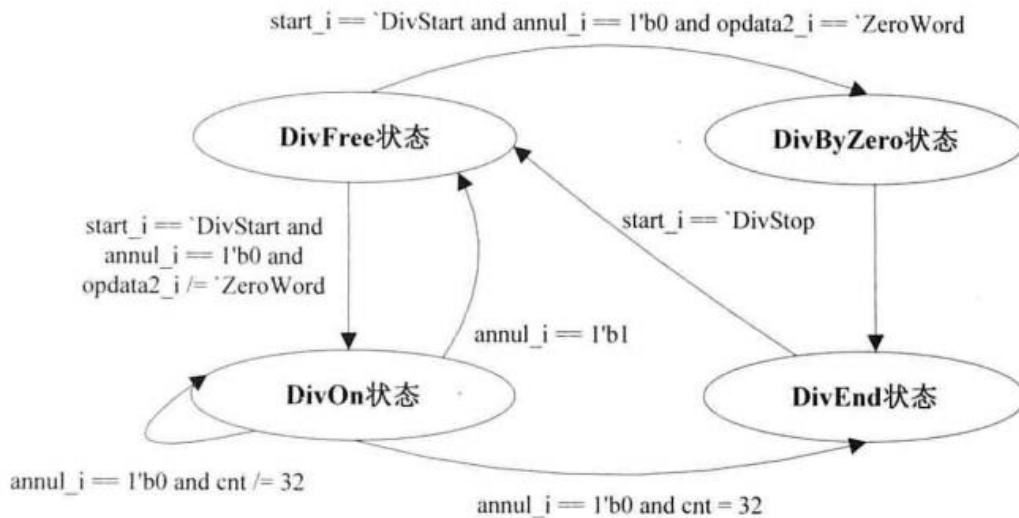 start_i == `DivStart and annul_i == 1'b0 and opdata2_i == `ZeroWord
DivFree状态
DivByZero状态
start_i == `DivStart and
annul_i == 1'b0 and
opdata2_i /= `ZeroWord
start_i == `DivStop
annul_i == 1'b1
DivOn状态
DivEnd状态
annul_i == 1'b0 and cnt /= 32
annul_i == 1'b0 and cnt = 32